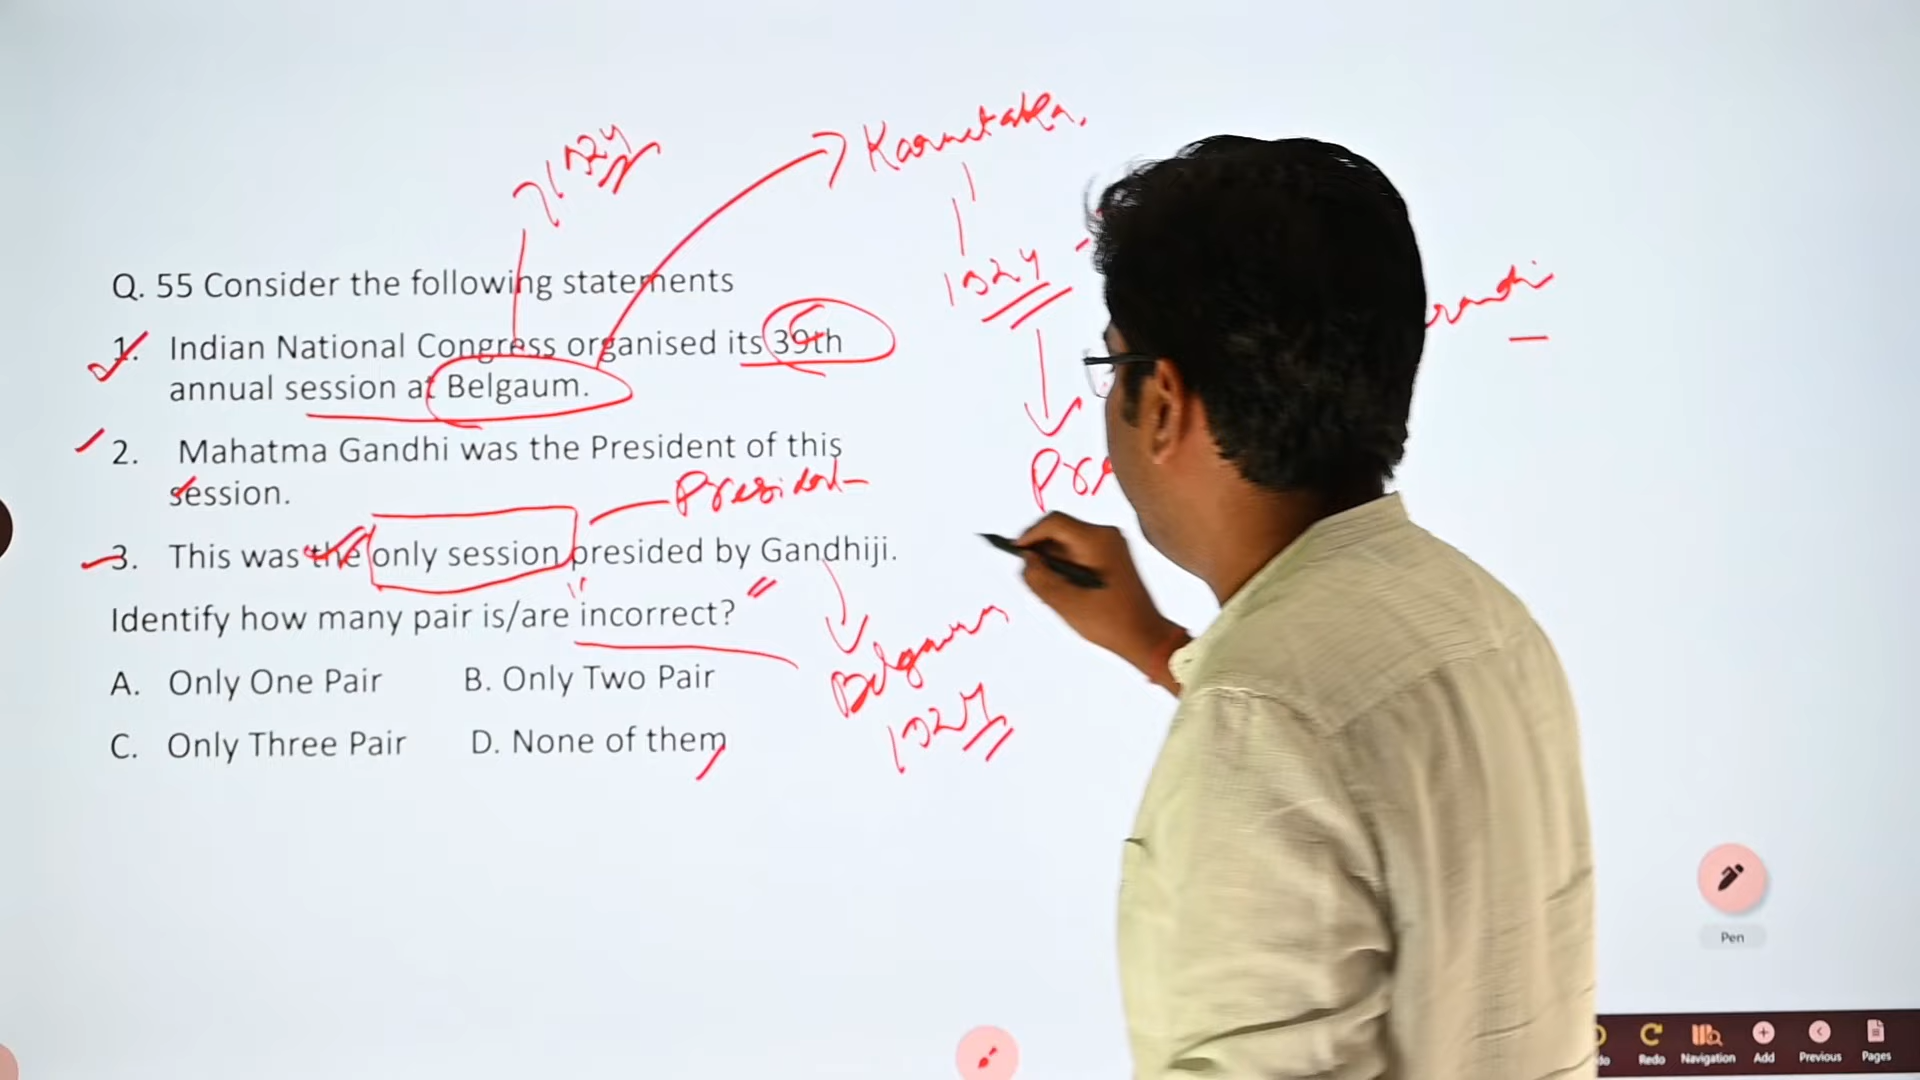 Karnataka.
1924
Q. 55 Consider the following statements
1924
1. Indian National Congress organised its 39th
annual session at Belgaum.
2. Mahatma Gandhi was the President of this
session.
President
3. This was the only session presided by Gandhiji.
Identify how many pair is/are "incorrect?"
Belgaum
1924
A. Only One Pair B. Only Two Pair
C. Only Three Pair D. None of them
Pen
Redo Navigation Add Previous Pages